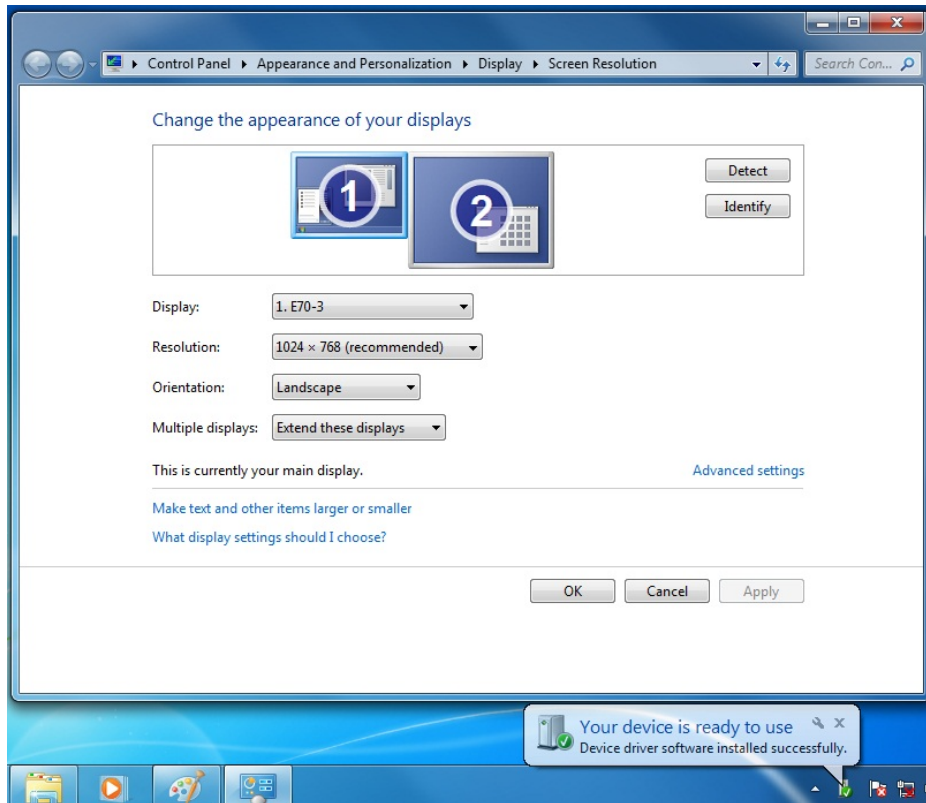 Control Panel ▸ Appearance and Personalization ▸ Display ▸ Screen Resolution
Search Con...
Change the appearance of your displays
1
2
Detect
Identify
Display: 1. E70-3
Resolution: 1024 × 768 (recommended)
Orientation: Landscape
Multiple displays: Extend these displays
This is currently your main display. Advanced settings
Make text and other items larger or smaller
What display settings should I choose?
OK Cancel Apply
Your device is ready to use
Device driver software installed successfully.